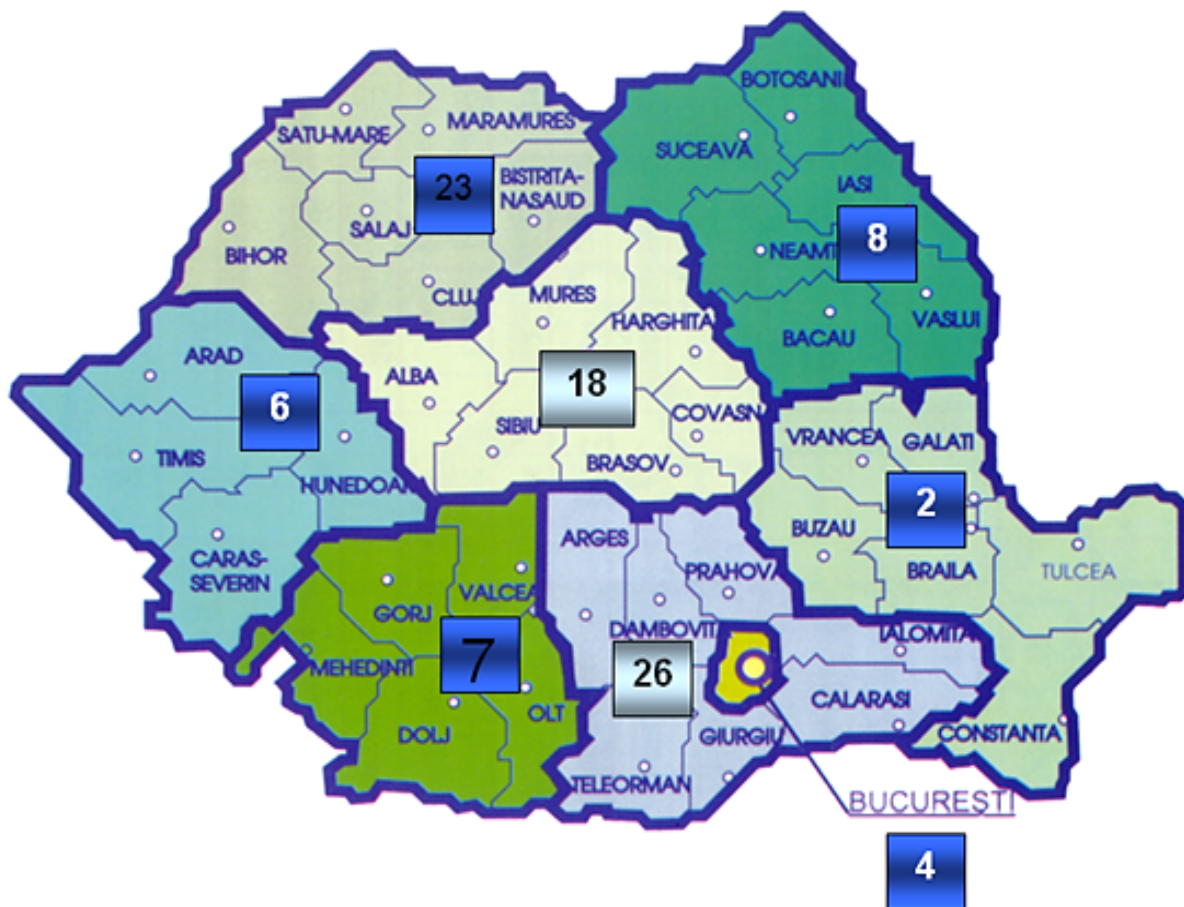 BOTOSANI
SATU-MARE
MARAMURES
SUCEAVA
23
BISTRITA-
NASAUD
IASI
SALAJ
8
BIHOR
NEAMT
CLUJ
MURES
VASLUI
HARGHITA
BACAU
ARAD
ALBA
18
6
COVASNA
SIBIU
VRANCEA
GALATI
TIMIS
BRASOV
HUNEDOARA
2
BUZAU
ARGES
CARAS-
SEVERIN
PRAHOVA
BRAILA
TULCEA
VALCEA
GORJ
DAMBOVIT
IALOMITA
7
MEHEDINTI
26
CALARASI
OLT
DOLJ
GIURGIU
CONSTANTA
TELEORMAN
BUCURESTI
4